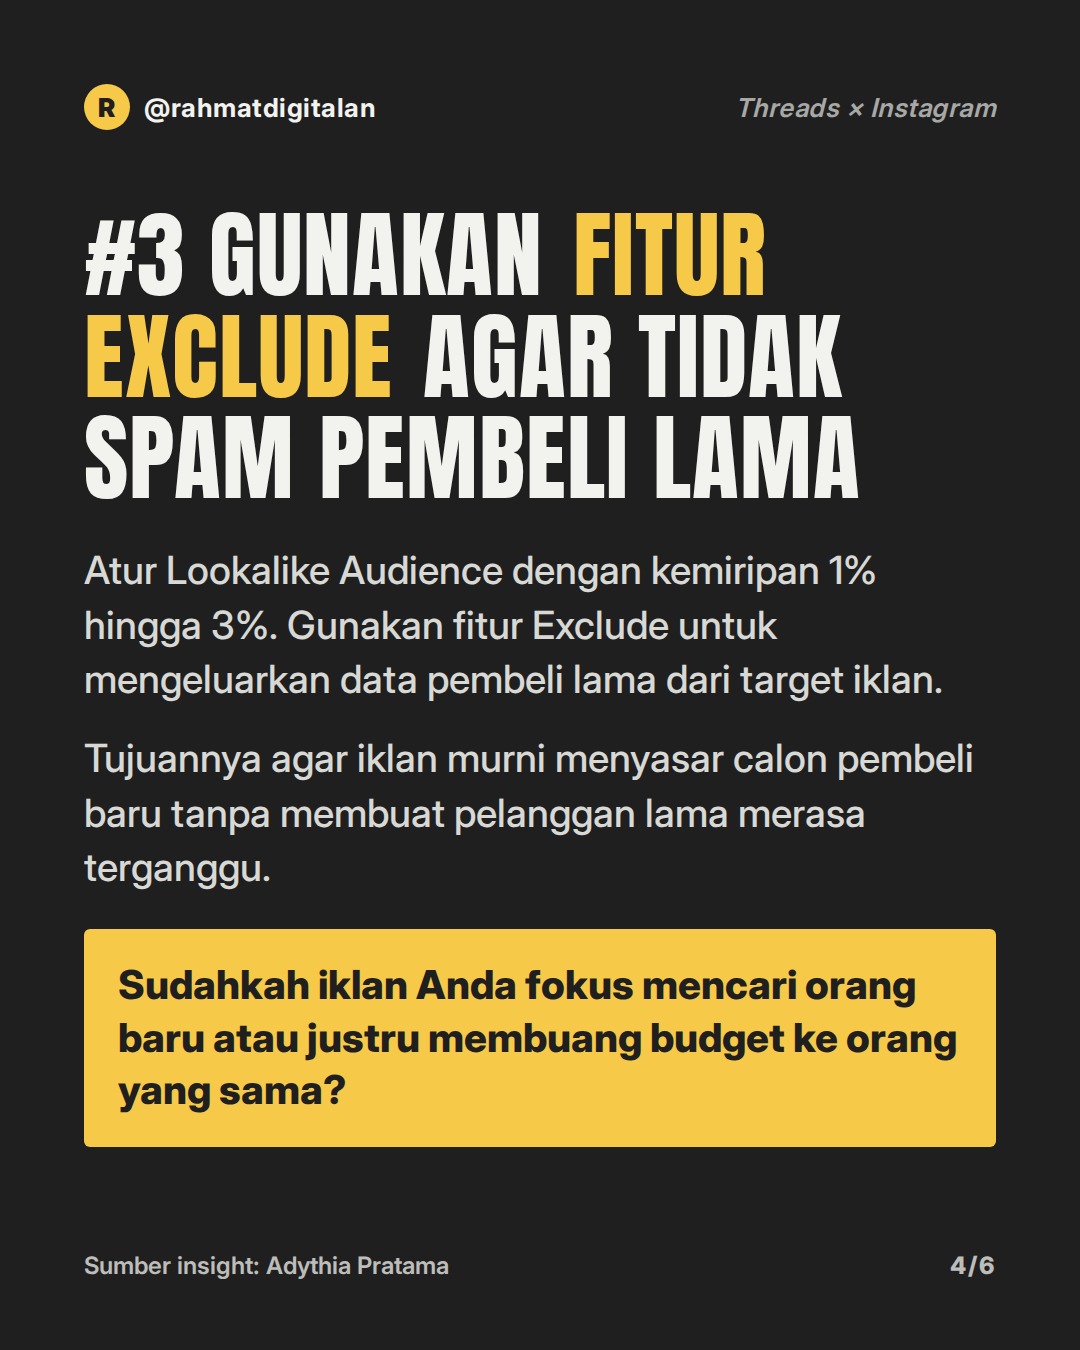 R @rahmatdigitalan
Threads × Instagram
#3 GUNAKAN FITUR
EXCLUDE AGAR TIDAK
SPAM PEMBELI LAMA
Atur Lookalike Audience dengan kemiripan 1%
hingga 3%. Gunakan fitur Exclude untuk
mengeluarkan data pembeli lama dari target iklan.
Tujuannya agar iklan murni menyasar calon pembeli
baru tanpa membuat pelanggan lama merasa
terganggu.
Sudahkah iklan Anda fokus mencari orang
baru atau justru membuang budget ke orang
yang sama?
Sumber insight: Adythia Pratama
4/6